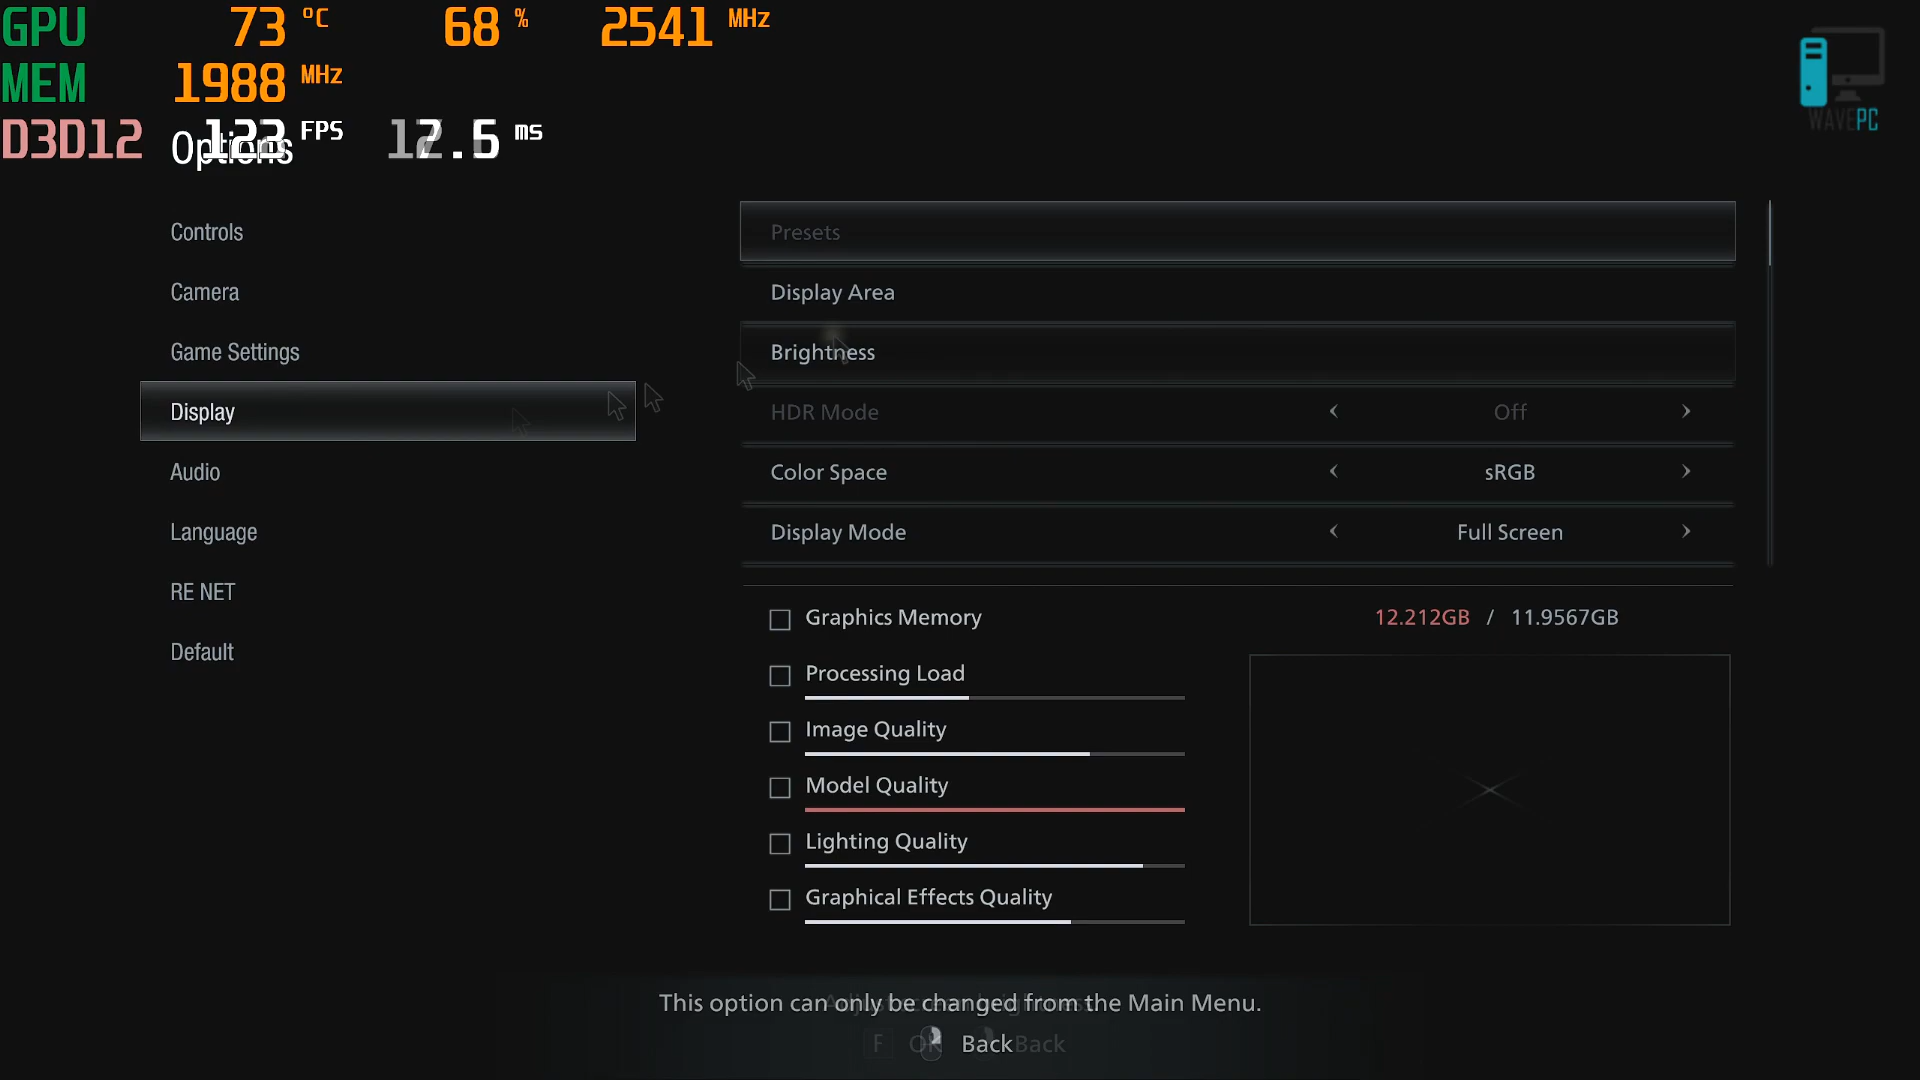 GPU 73 °C 68 % 2541 MHz
MEM 1988 MHz
D3D12 123 FPS ms
WAVEPC
Options
Controls
Camera
Game Settings
Display
Audio
Language
RE NET
Default
Presets
Display Area
Brightness
HDR Mode Off
Color Space sRGB
Display Mode Full Screen
Graphics Memory 12.212GB / 11.9567GB
Processing Load
Image Quality
Model Quality
Lighting Quality
Graphical Effects Quality
This option can only be changed from the Main Menu.
F OK Back Back